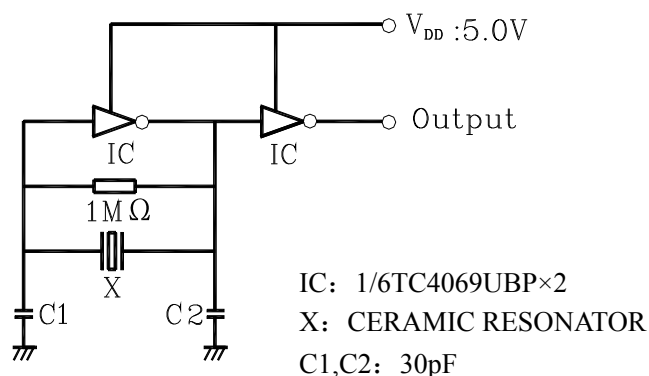 V_DD :5.0V
Output
IC
IC
1MΩ
X
C1
C2
IC：1/6TC4069UBP×2
X：CERAMIC RESONATOR
C1,C2：30pF